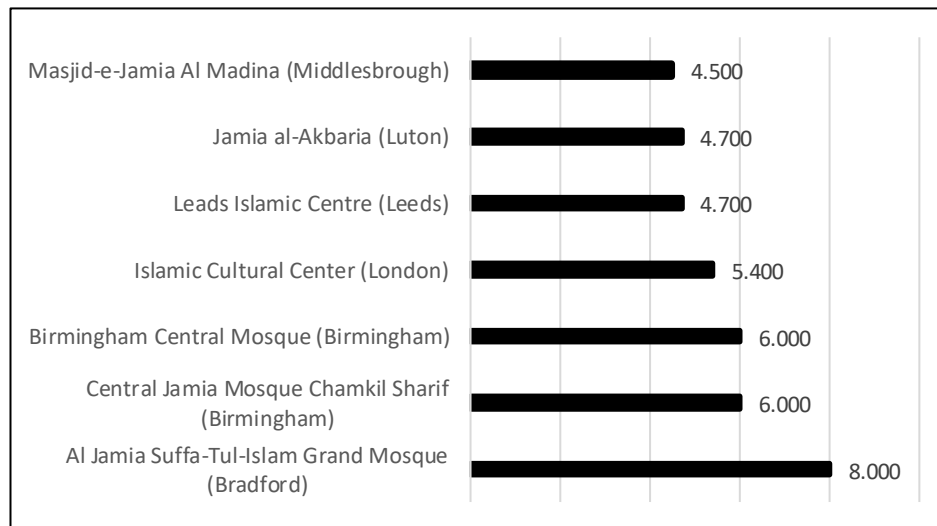 Masjid-e-Jamia Al Madina (Middlesbrough) 4.500
Jamia al-Akbaria (Luton) 4.700
Leads Islamic Centre (Leeds) 4.700
Islamic Cultural Center (London) 5.400
Birmingham Central Mosque (Birmingham) 6.000
Central Jamia Mosque Chamkil Sharif
(Birmingham) 6.000
Al Jamia Suffa-Tul-Islam Grand Mosque
(Bradford) 8.000